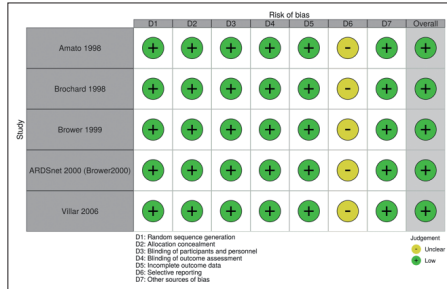 Risk of bias
D1 D2 D3 D4 D5 D6 D7 Overall
Study
Amato 1998 + + + + + - + +
Brochard 1998 + + + + + - + +
Brower 1999 + + + + + - + +
ARDSnet 2000 (Brower2000) + + + + + - + +
Villar 2006 + + + + + - + +
D1: Random sequence generation
D2: Allocation concealment
D3: Blinding of participants and personnel
D4: Blinding of outcome assessment
D5: Incomplete outcome data
D6: Selective reporting
D7: Other sources of bias
Judgement
- Unclear
+ Low